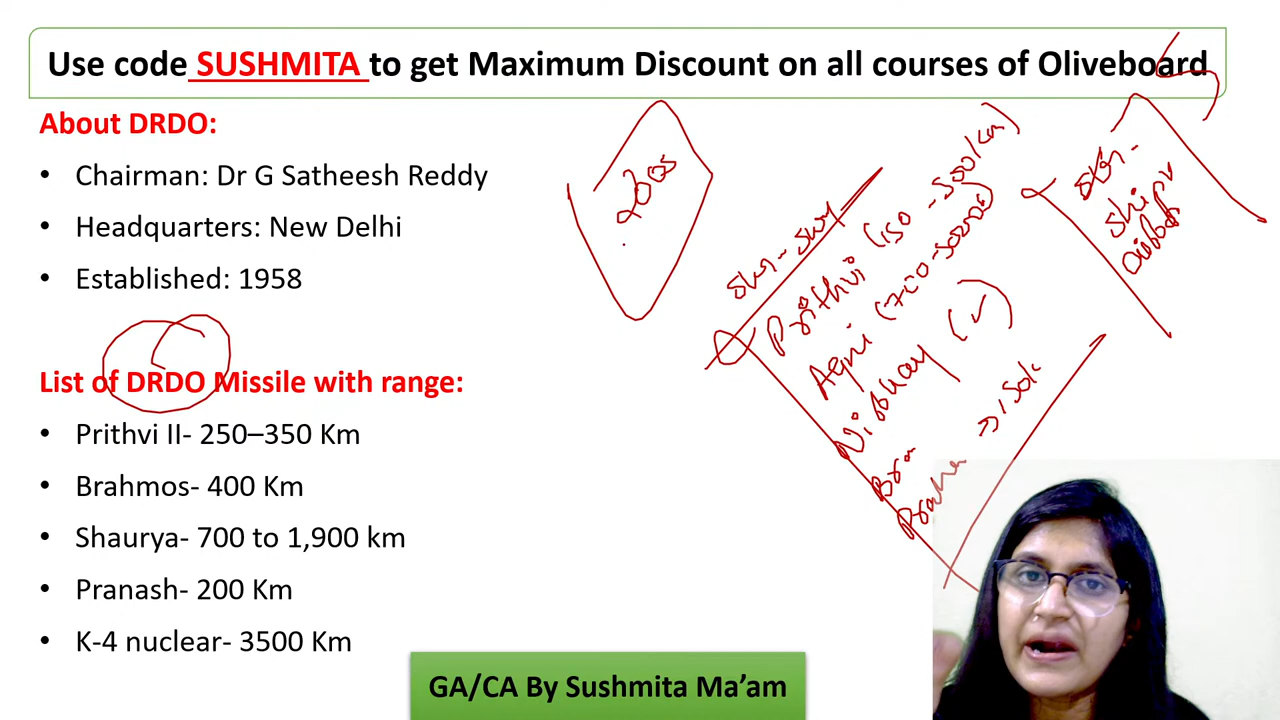 Use code SUSHMITA to get Maximum Discount on all courses of Oliveboard
About DRDO:
• Chairman: Dr G Satheesh Reddy
• Headquarters: New Delhi
• Established: 1958
List of DRDO Missile with range:
• Prithvi II- 250–350 Km
• Brahmos- 400 Km
• Shaurya- 700 to 1,900 km
• Pranash- 200 Km
• K-4 nuclear- 3500 Km
Prithvi (150 -
Agni
Nibhay
Bra
GA/CA By Sushmita Ma’am